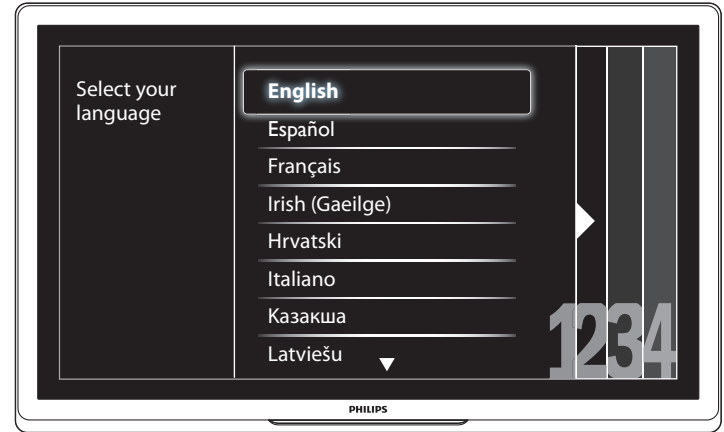 Select your
language
English
Español
Français
Irish (Gaeilge)
Hrvatski
Italiano
Казакша
Latviešu
1234
PHILIPS